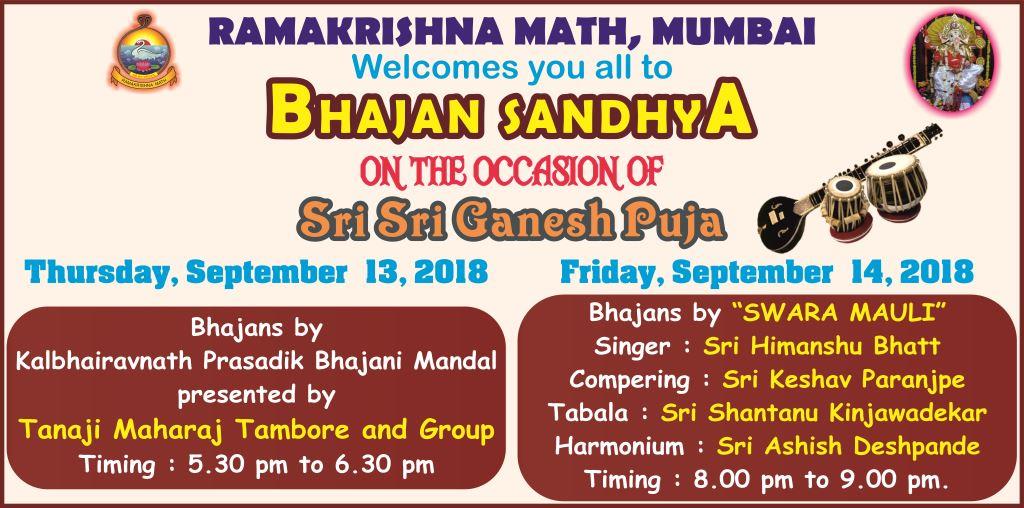 RAMAKRISHNA MATH, MUMBAI
Welcomes you all to
BHAJAN SANDHYA
ON THE OCCASION OF
Sri Sri Ganesh Puja
Thursday, September 13, 2018
Bhajans by
Kalbhairavnath Prasadik Bhajani Mandal
presented by
Tanaji Maharaj Tambore and Group
Timing : 5.30 pm to 6.30 pm
Friday, September 14, 2018
Bhajans by “SWARA MAULI”
Singer : Sri Himanshu Bhatt
Compering : Sri Keshav Paranjpe
Tabala : Sri Shantanu Kinjawadekar
Harmonium : Sri Ashish Deshpande
Timing : 8.00 pm to 9.00 pm.
RAMAKRISHNA MATH